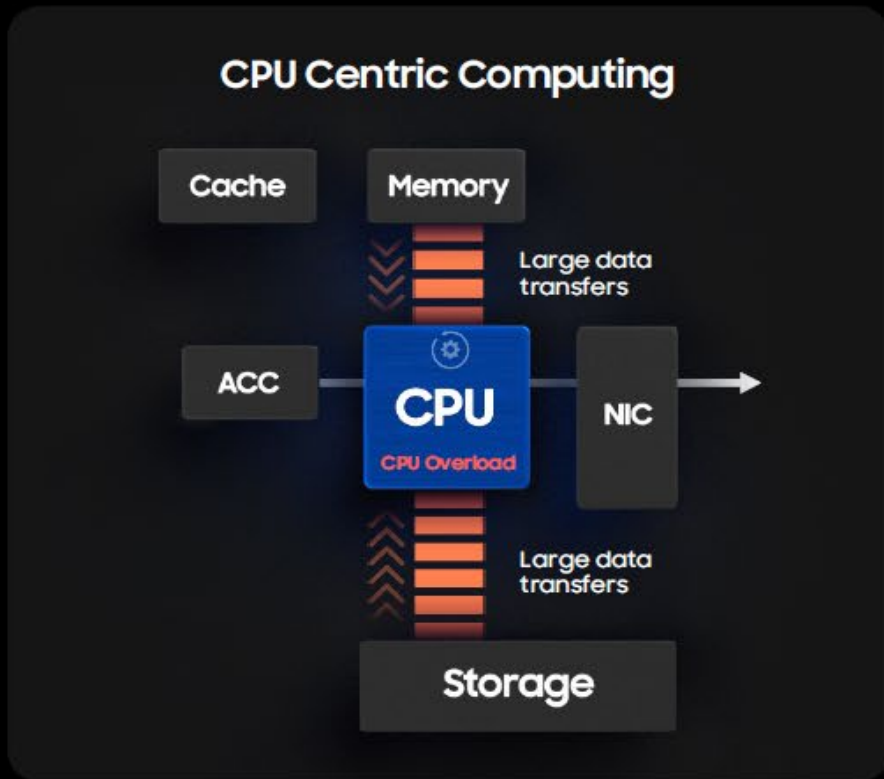 CPU Centric Computing
Cache
Memory
Large data
transfers
ACC
CPU
CPU Overload
NIC
Large data
transfers
Storage